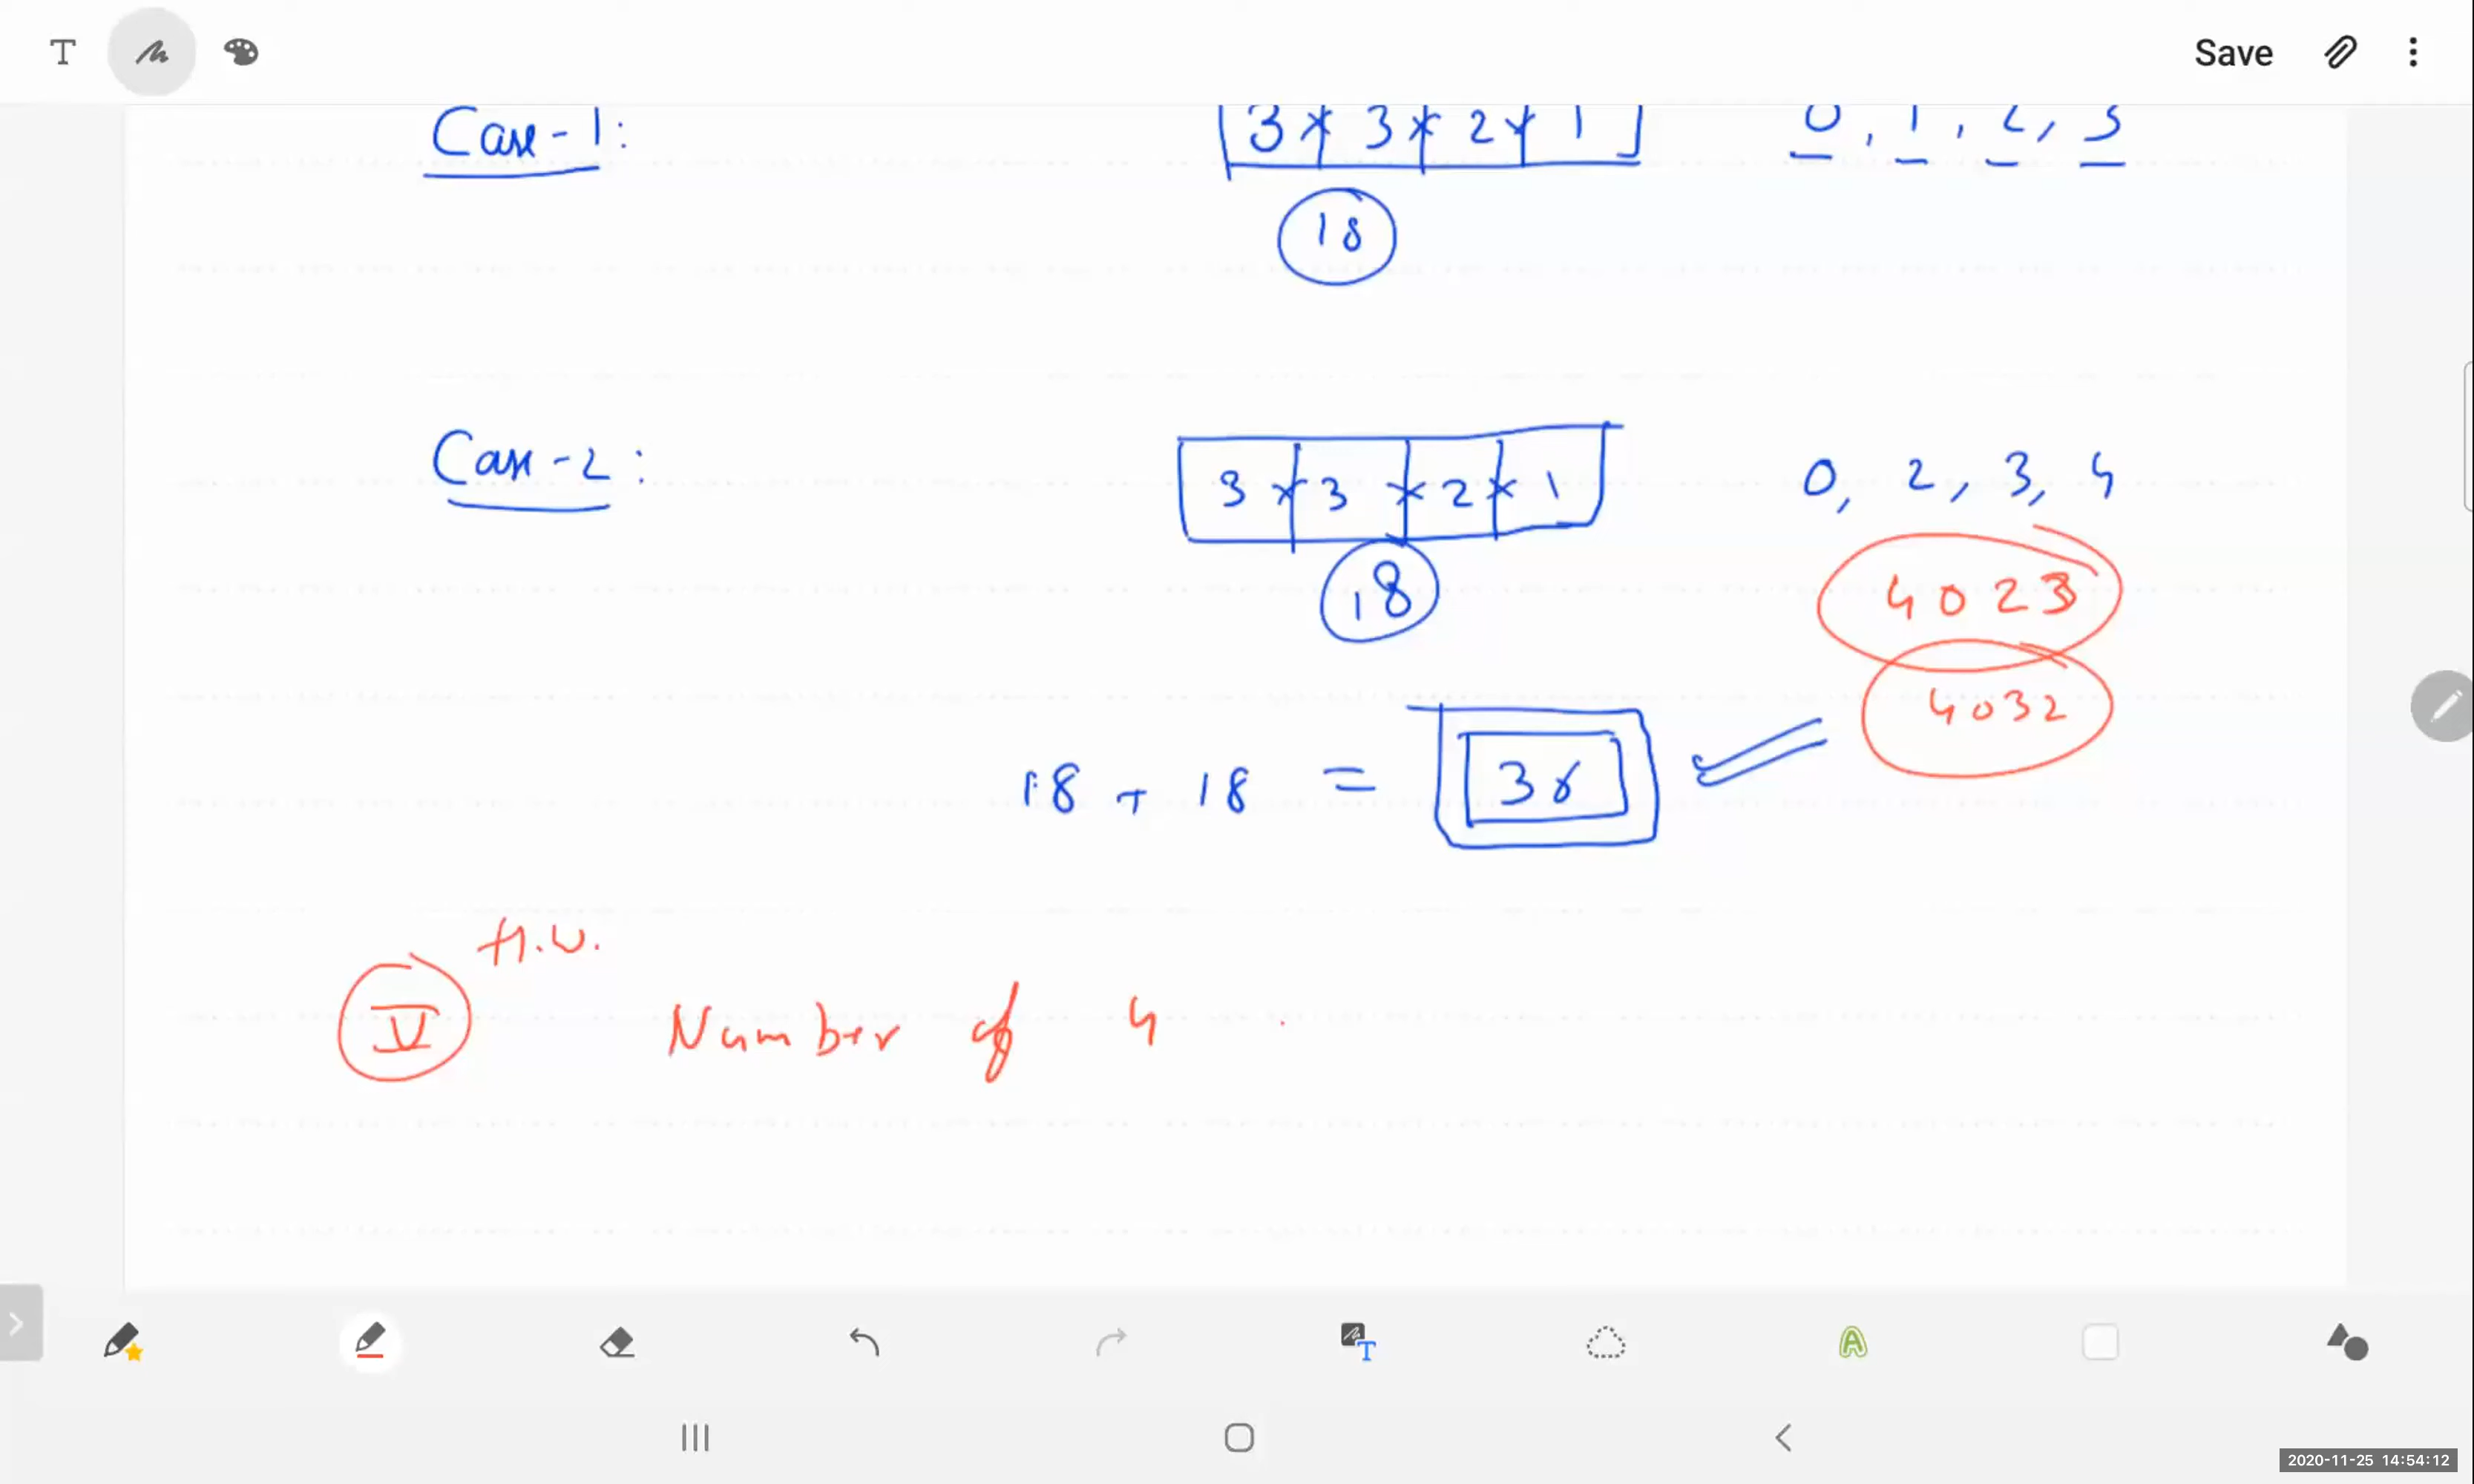 T Save
Case-1: 3 × 3 × 2 × 1 0, 1, 2, 3
18
Case-2: 3 × 3 × 2 × 1 0, 2, 3, 4
18
4023
4032
18 + 18 = 36
H.W.
V Number of 4
T
A
2020-11-25 14:54:12